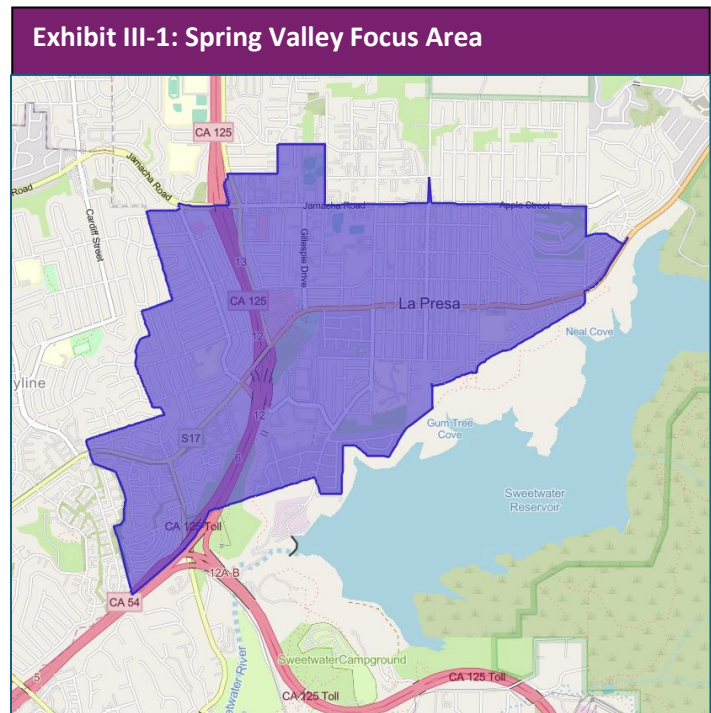 Exhibit III-1: Spring Valley Focus Area
CA 125
Jamacha Road
Road
Cardiff Street
Jamacha Road
Apple Street
Gillespie Drive
13
CA 125
La Presa
12
Neal Cove
yline
12
S17
Gum Tree
Cove
6
Sweetwater
Reservoir
CA 125 Toll
12A-B
CA 54
SweetwaterCampground
5
etwater River
CA 125 Toll
CA 125 Toll